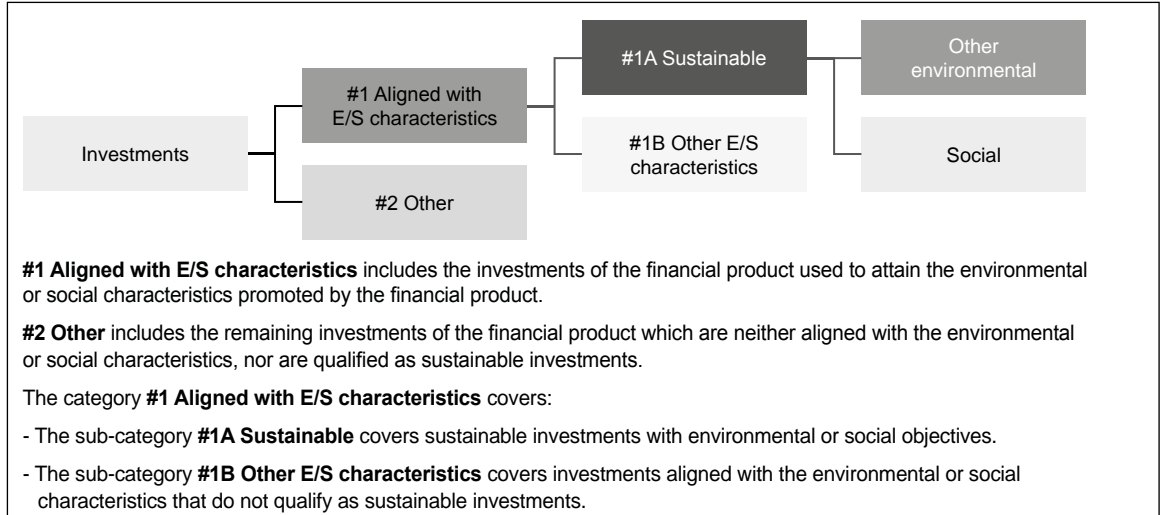 Investments
#1 Aligned with
E/S characteristics
#2 Other
#1A Sustainable
#1B Other E/S
characteristics
Other
environmental
Social
#1 Aligned with E/S characteristics includes the investments of the financial product used to attain the environmental
or social characteristics promoted by the financial product.
#2 Other includes the remaining investments of the financial product which are neither aligned with the environmental
or social characteristics, nor are qualified as sustainable investments.
The category #1 Aligned with E/S characteristics covers:
- The sub-category #1A Sustainable covers sustainable investments with environmental or social objectives.
- The sub-category #1B Other E/S characteristics covers investments aligned with the environmental or social
characteristics that do not qualify as sustainable investments.